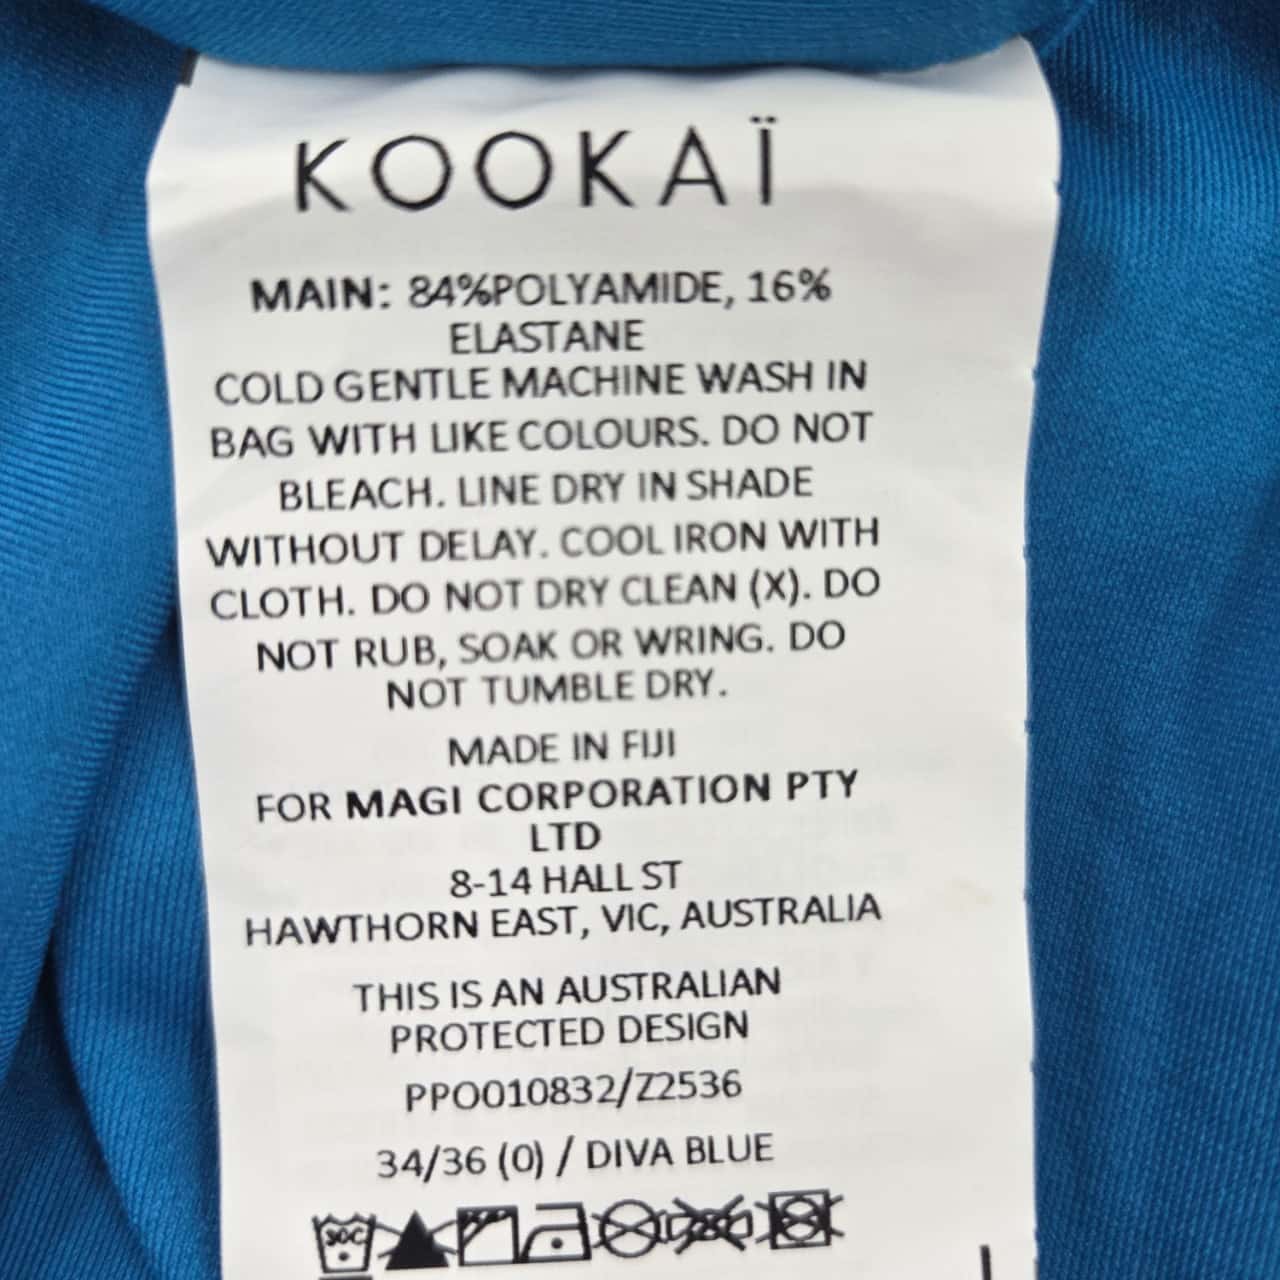 KOOKAÏ
MAIN: 84%POLYAMIDE, 16%
ELASTANE
COLD GENTLE MACHINE WASH IN
BAG WITH LIKE COLOURS. DO NOT
BLEACH. LINE DRY IN SHADE
WITHOUT DELAY. COOL IRON WITH
CLOTH. DO NOT DRY CLEAN (X). DO
NOT RUB, SOAK OR WRING. DO
NOT TUMBLE DRY.
MADE IN FIJI
FOR MAGI CORPORATION PTY
LTD
8-14 HALL ST
HAWTHORN EAST, VIC, AUSTRALIA
THIS IS AN AUSTRALIAN
PROTECTED DESIGN
PPO010832/Z2536
34/36 (0) / DIVA BLUE
30C